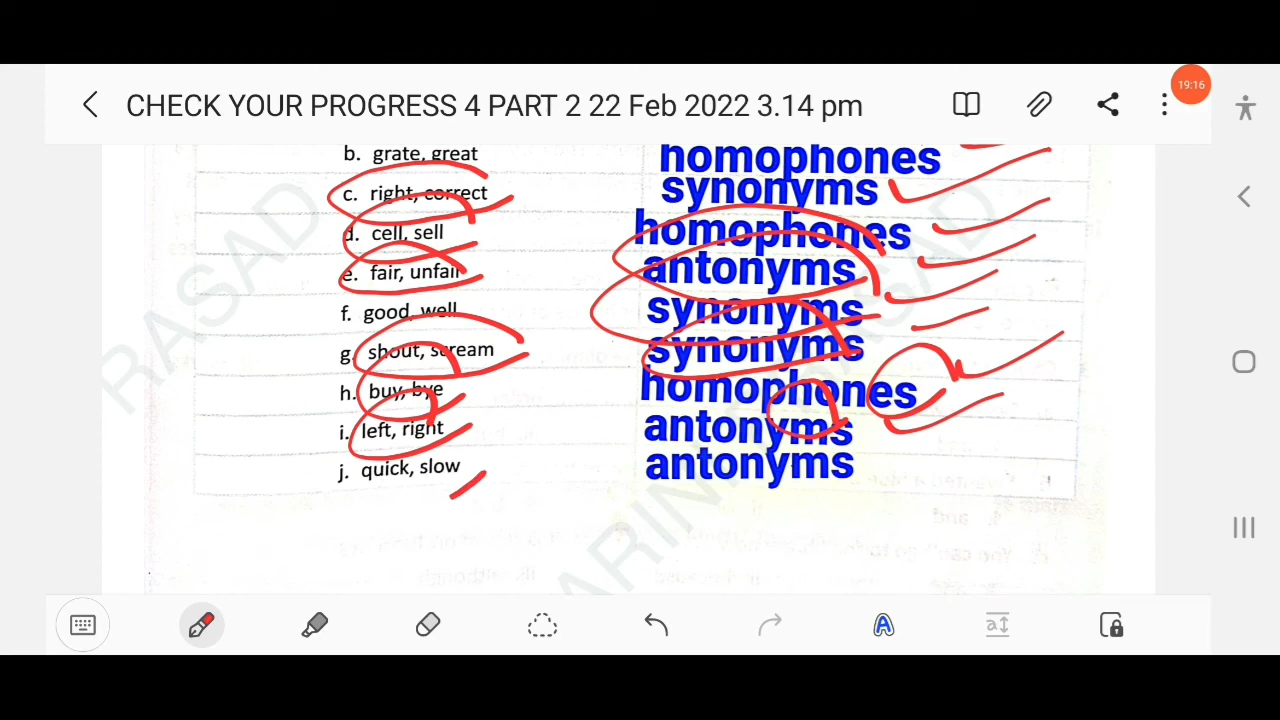 19:16
CHECK YOUR PROGRESS 4 PART 2 22 Feb 2022 3.14 pm
b. grate, great homophones
c. right, correct synonyms
d. cell, sell homophones
e. fair, unfair antonyms
f. good, well synonyms
g. shout, scream synonyms
h. buy, bye homophones
i. left, right antonyms
j. quick, slow antonyms
RASAD